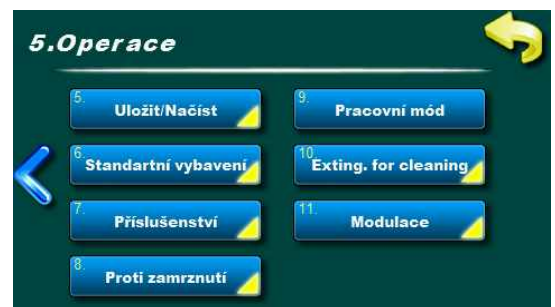 5.Operace
5. Uložit/Načíst
6. Standartní vybavení
7. Příslušenství
8. Proti zamrznutí
9. Pracovní mód
10. Exting. for cleaning
11. Modulace